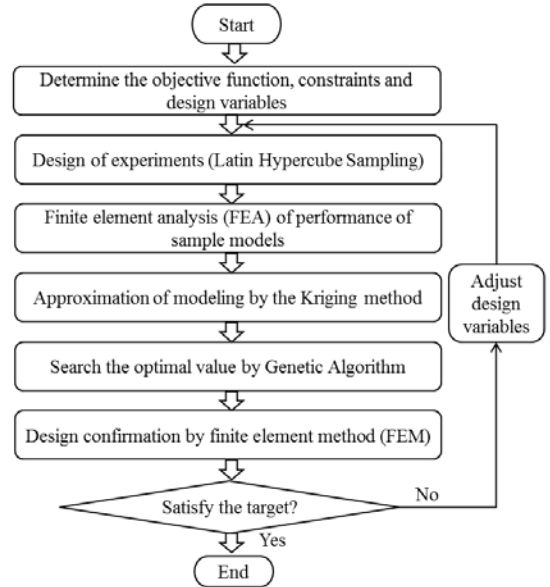 Start
Determine the objective function, constraints and
design variables
Design of experiments (Latin Hypercube Sampling)
Finite element analysis (FEA) of performance of
sample models
Approximation of modeling by the Kriging method
Adjust
design
variables
Search the optimal value by Genetic Algorithm
Design confirmation by finite element method (FEM)
Satisfy the target?
No
Yes
End